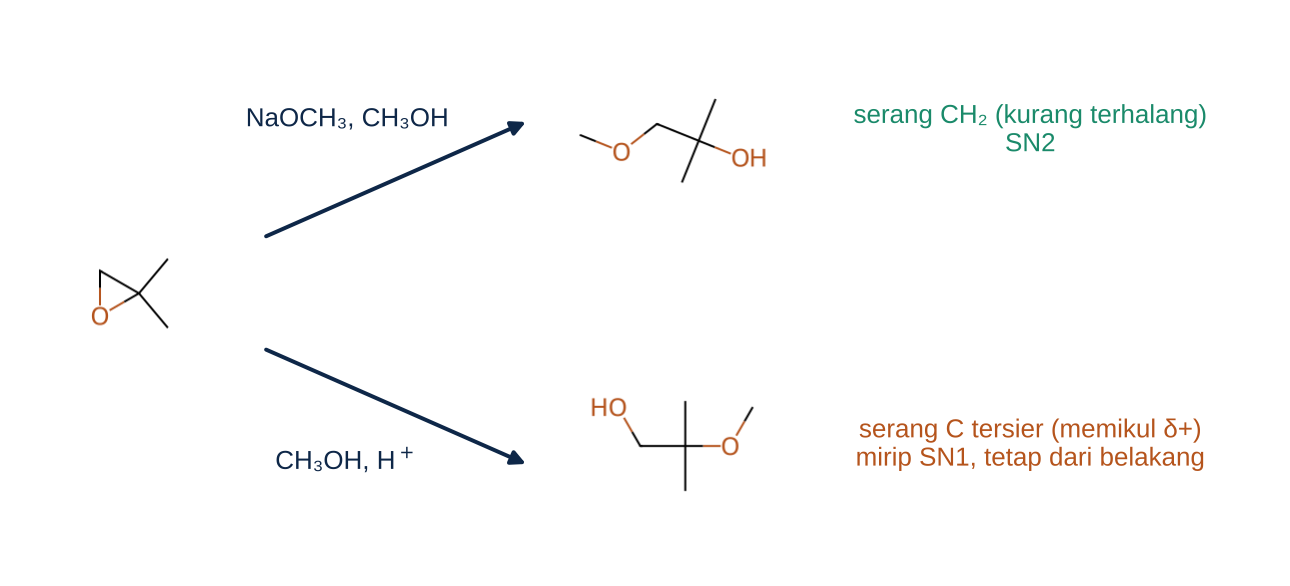 NaOCH₃, CH₃OH
O
OH
serang CH₂ (kurang terhalang)
SN2
O
CH₃OH, H⁺
HO
O
serang C tersier (memikul δ+)
mirip SN1, tetap dari belakang